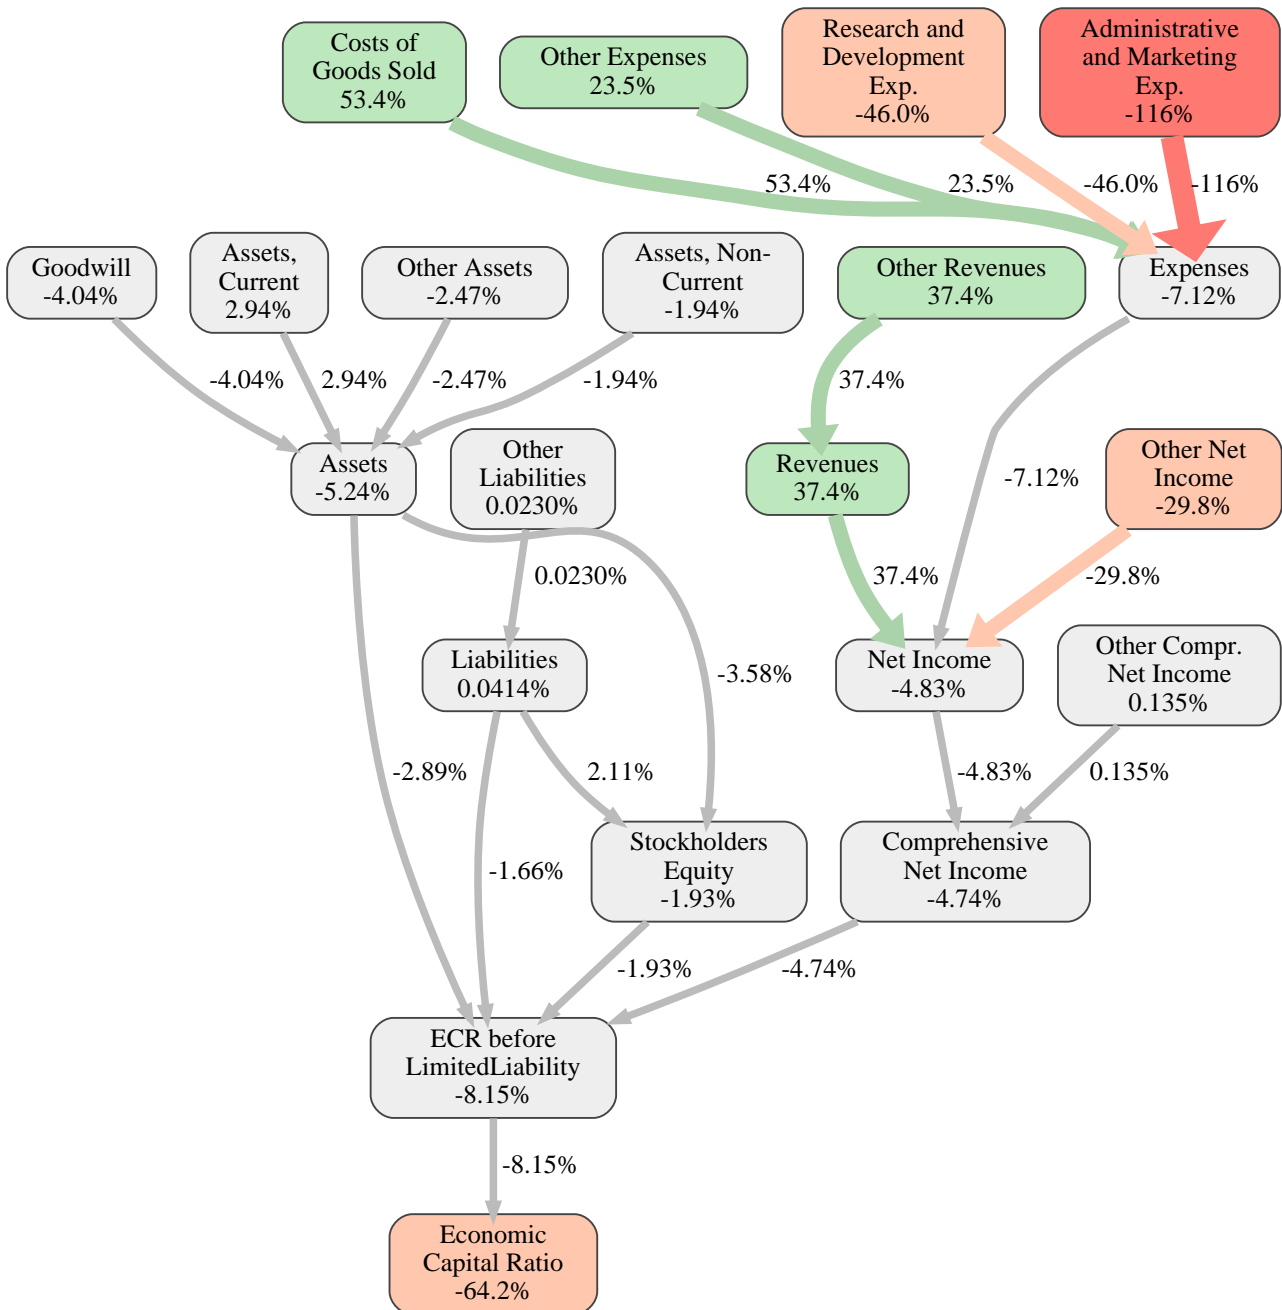 Costs of
Goods Sold
53.4%
Other Expenses
23.5%
Research and
Development
Exp.
-46.0%
Administrative
and Marketing
Exp.
-116%
53.4%
23.5%
-46.0%
-116%
Goodwill
-4.04%
Assets,
Current
2.94%
Other Assets
-2.47%
Assets, Non-
Current
-1.94%
Other Revenues
37.4%
Expenses
-7.12%
-4.04%
2.94%
-2.47%
-1.94%
37.4%
Assets
-5.24%
Other
Liabilities
0.0230%
Revenues
37.4%
-7.12%
Other Net
Income
-29.8%
0.0230%
37.4%
-29.8%
Liabilities
0.0414%
-3.58%
Net Income
-4.83%
Other Compr.
Net Income
0.135%
-2.89%
2.11%
-4.83%
0.135%
-1.66%
Stockholders
Equity
-1.93%
Comprehensive
Net Income
-4.74%
-1.93%
-4.74%
ECR before
LimitedLiability
-8.15%
-8.15%
Economic
Capital Ratio
-64.2%